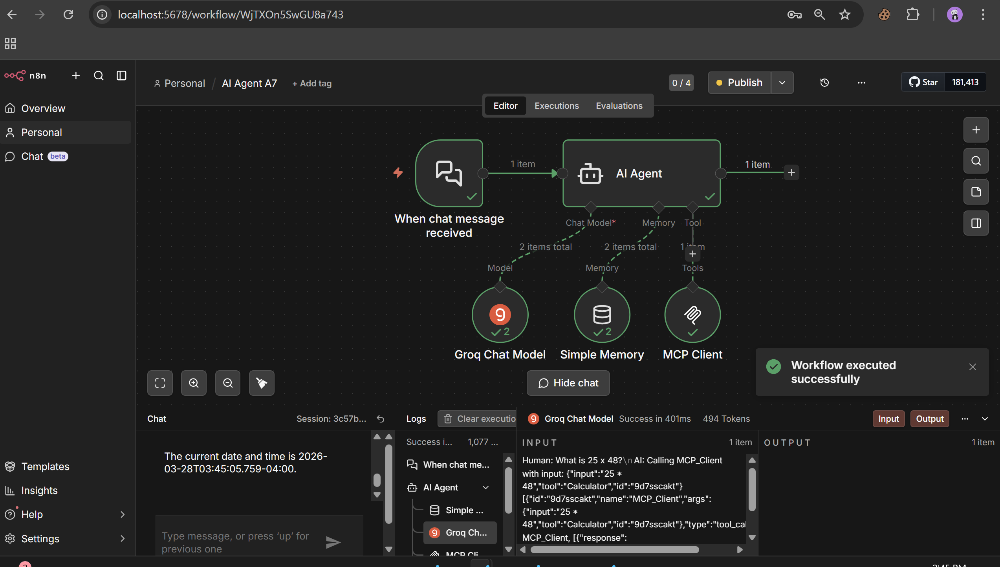 localhost:5678/workflow/WjTXOn5SwGU8a743
n8n
Overview
Personal
Chat beta
Templates
Insights
Help
Settings
Personal / AI Agent A7 + Add tag
0 / 4
Publish
Star 181,413
Editor Executions Evaluations
1 item
AI Agent
1 item
When chat message
received
Chat Model* Memory Tool
2 items total 2 items total 1 item
Model Memory Tools
2 2
Groq Chat Model Simple Memory MCP Client
Hide chat
Workflow executed
successfully
Chat Session: 3c57b...
The current date and time is 2026-
03-28T03:45:05.759-04:00.
Type message, or press ‘up’ for
previous one
Logs Clear executio
Success i... 1,077 ...
When chat me...
AI Agent
Simple ...
Groq Ch...
MCP Cli
Groq Chat Model Success in 401ms 494 Tokens
Input Output
INPUT 1 item
Human: What is 25 x 48?\n AI: Calling MCP_Client
with input: {"input":"25 *
48","tool":"Calculator","id":"9d7sscakt"}
[{"id":"9d7sscakt","name":"MCP_Client","args":
{"input":"25 *
48","tool":"Calculator","id":"9d7sscakt"},"type":"tool_cal
MCP_Client, [{"response":
OUTPUT 1 item